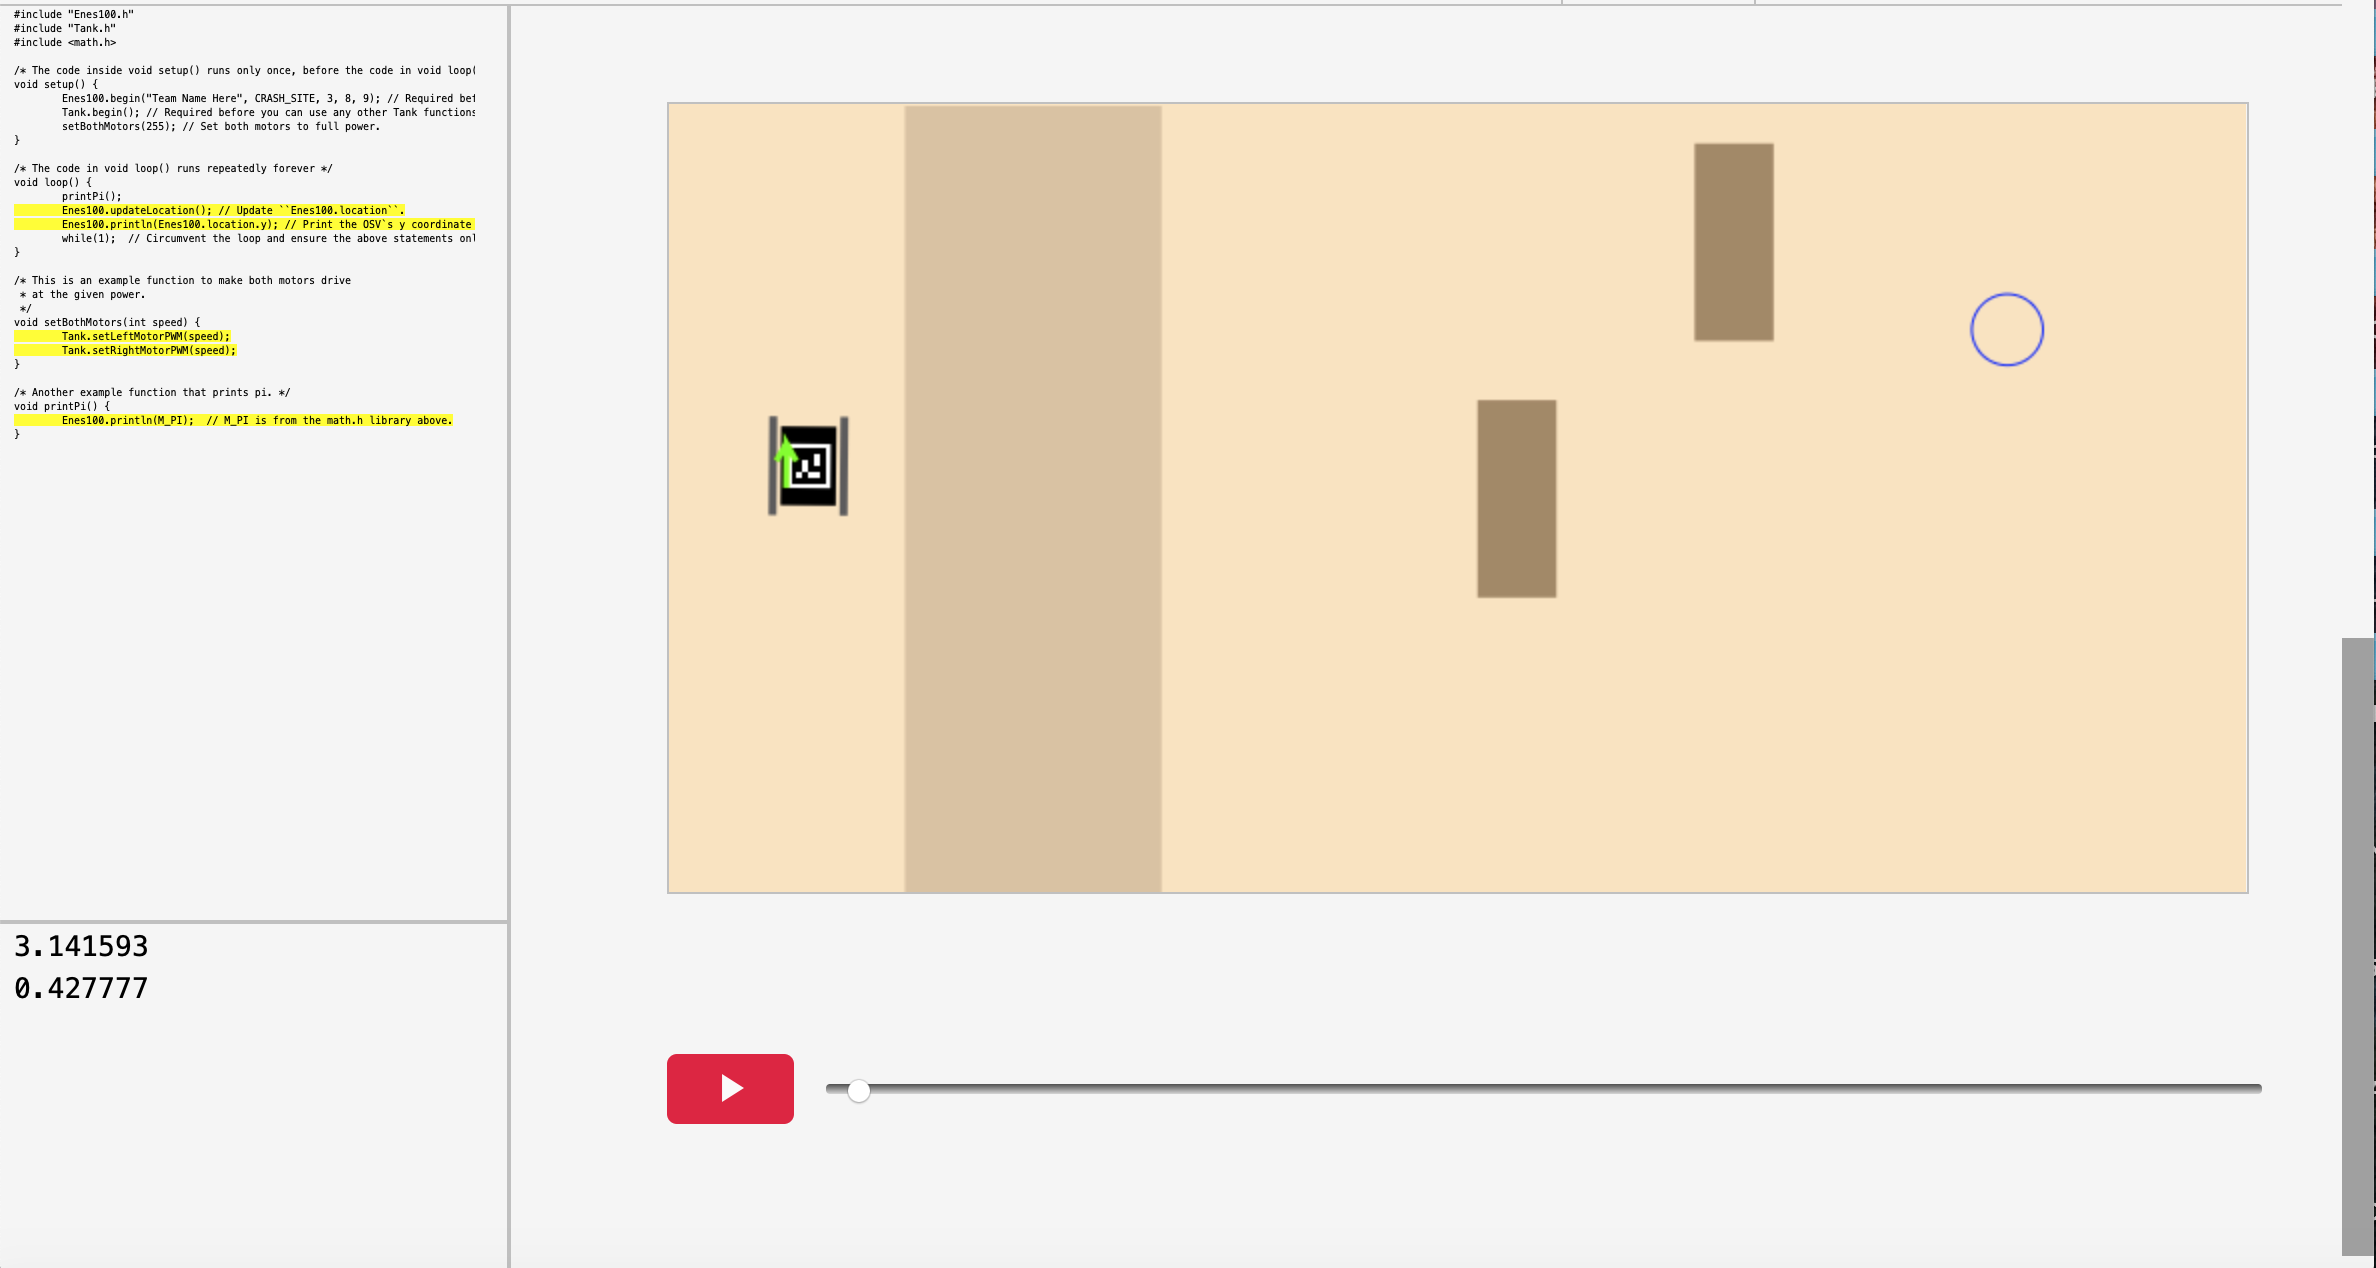 #include "Enes100.h"
#include "Tank.h"
#include <math.h>
/* The code inside void setup() runs only once, before the code in void loop(
void setup() {
Enes100.begin("Team Name Here", CRASH_SITE, 3, 8, 9); // Required bef
Tank.begin(); // Required before you can use any other Tank functions
setBothMotors(255); // Set both motors to full power.
}
/* The code in void loop() runs repeatedly forever */
void loop() {
printPi();
Enes100.updateLocation(); // Update ``Enes100.location``.
Enes100.println(Enes100.location.y); // Print the OSV`s y coordinate
while(1);  // Circumvent the loop and ensure the above statements onl
}
/* This is an example function to make both motors drive
* at the given power.
*/
void setBothMotors(int speed) {
Tank.setLeftMotorPWM(speed);
Tank.setRightMotorPWM(speed);
}
/* Another example function that prints pi. */
void printPi() {
Enes100.println(M_PI);  // M_PI is from the math.h library above.
}
3.141593
0.427777